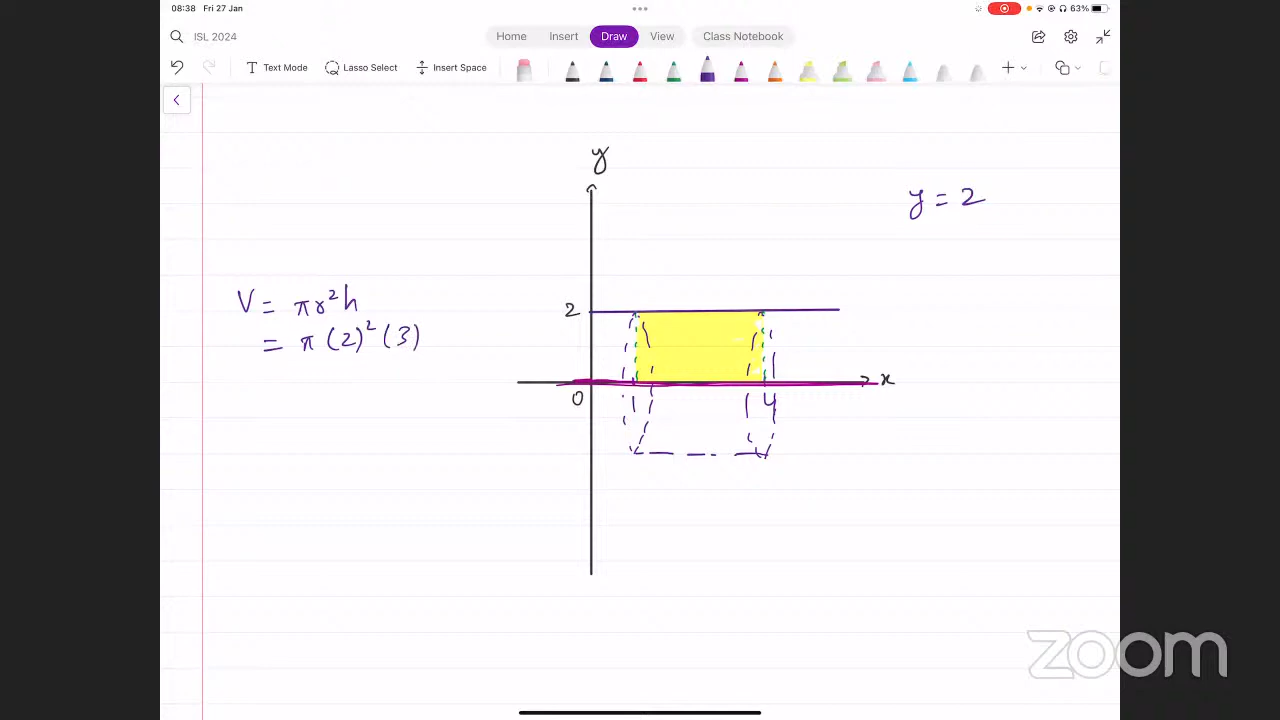 08:38 Fri 27 Jan
63%
ISL 2024
Home Insert Draw View Class Notebook
Text Mode Lasso Select Insert Space
y
y = 2
V = πr²h
= π(2)²(3)
2
x
0 1 4
zoom